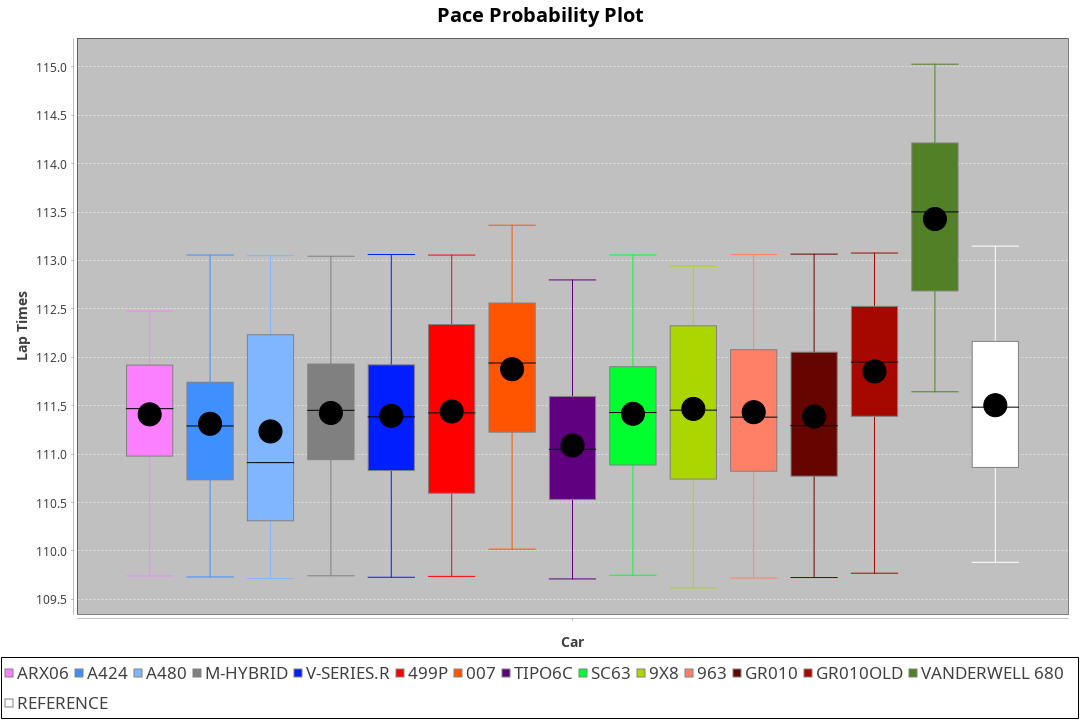 Pace Probability Plot
115.0
114.5
114.0
113.5
113.0
112.5
112.0
111.5
111.0
110.5
110.0
109.5
Lap Times
Car
ARX06 A424 A480 M-HYBRID V-SERIES.R 499P 007 TIPO6C SC63 9X8 963 GR010 GR010OLD VANDERWELL 680
REFERENCE